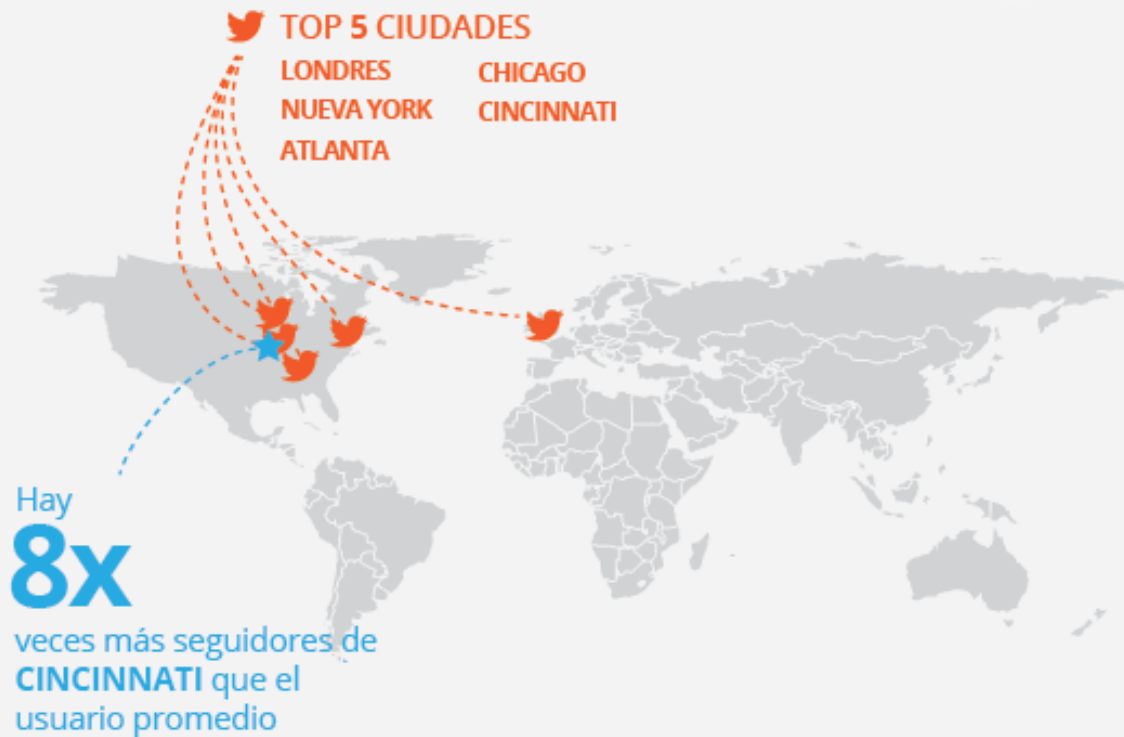 TOP 5 CIUDADES
LONDRES
NUEVA YORK
ATLANTA
CHICAGO
CINCINNATI
Hay
8x
veces más seguidores de
CINCINNATI que el
usuario promedio